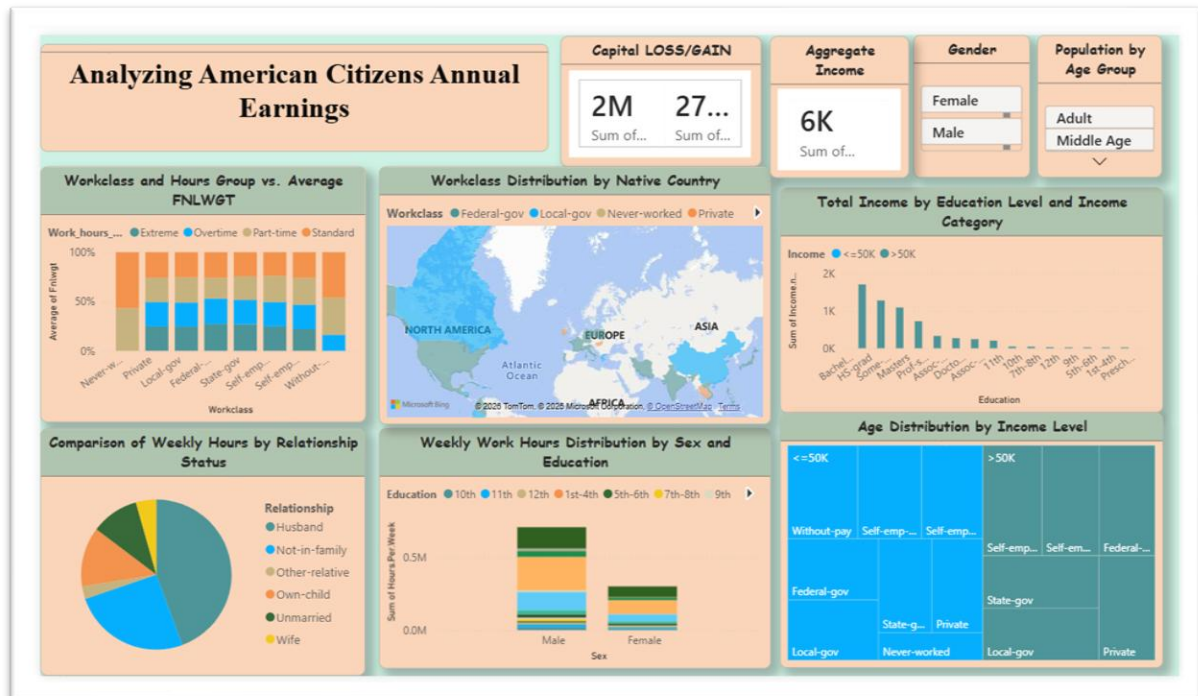 Analyzing American Citizens Annual
Earnings
Capital LOSS/GAIN
2M
27...
Sum of...
Sum of...
Aggregate
Income
6K
Sum of...
Gender
Female
Male
Population by
Age Group
Adult
Middle Age
Workclass and Hours Group vs. Average
FNLWGT
Work_hours_... Extreme Overtime Part-time Standard
Average of Fnlwgt
100%
50%
0%
Never-w...
Private
Local-gov
Federal-...
State-gov
Self-emp...
Self-emp...
Without-...
Workclass
Workclass Distribution by Native Country
Workclass Federal-gov Local-gov Never-worked Private
NORTH AMERICA
EUROPE
ASIA
Atlantic
Ocean
AFRICA
Microsoft Bing
Microsoft Corporation, © OpenStreetMap Terms
Total Income by Education Level and Income
Category
Income <=50K >50K
Sum of Income.n...
2K
1K
0K
Bachel...
HS-grad
Some-...
Masters
Prof-s...
Assoc-...
Docto...
Assoc-...
11th
10th
7th-8th
12th
9th
5th-6th
1st-4th
Presch...
Education
Comparison of Weekly Hours by Relationship
Status
Relationship
Husband
Not-in-family
Other-relative
Own-child
Unmarried
Wife
Weekly Work Hours Distribution by Sex and
Education
Education 10th 11th 12th 1st-4th 5th-6th 7th-8th 9th
Sum of Hours.Per.Week
0.5M
0.0M
Male
Female
Sex
Age Distribution by Income Level
<=50K
Without-pay
Self-emp-...
Self-emp...
Federal-gov
State-g...
Private
Local-gov
Never-worked
>50K
Self-emp...
Self-em...
Federal-...
State-gov
Local-gov
Private